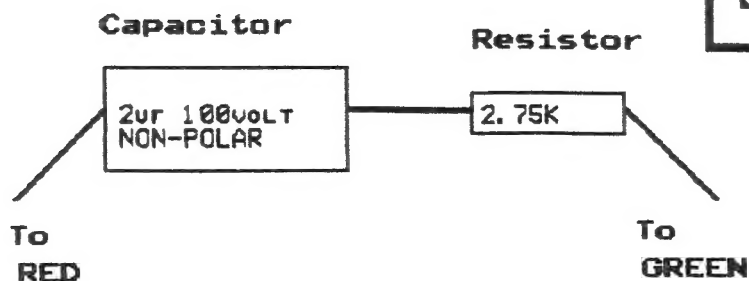 Capacitor
Resistor
2uf 100VOLT
NON-POLAR
2.75K
To
RED
To
GREEN